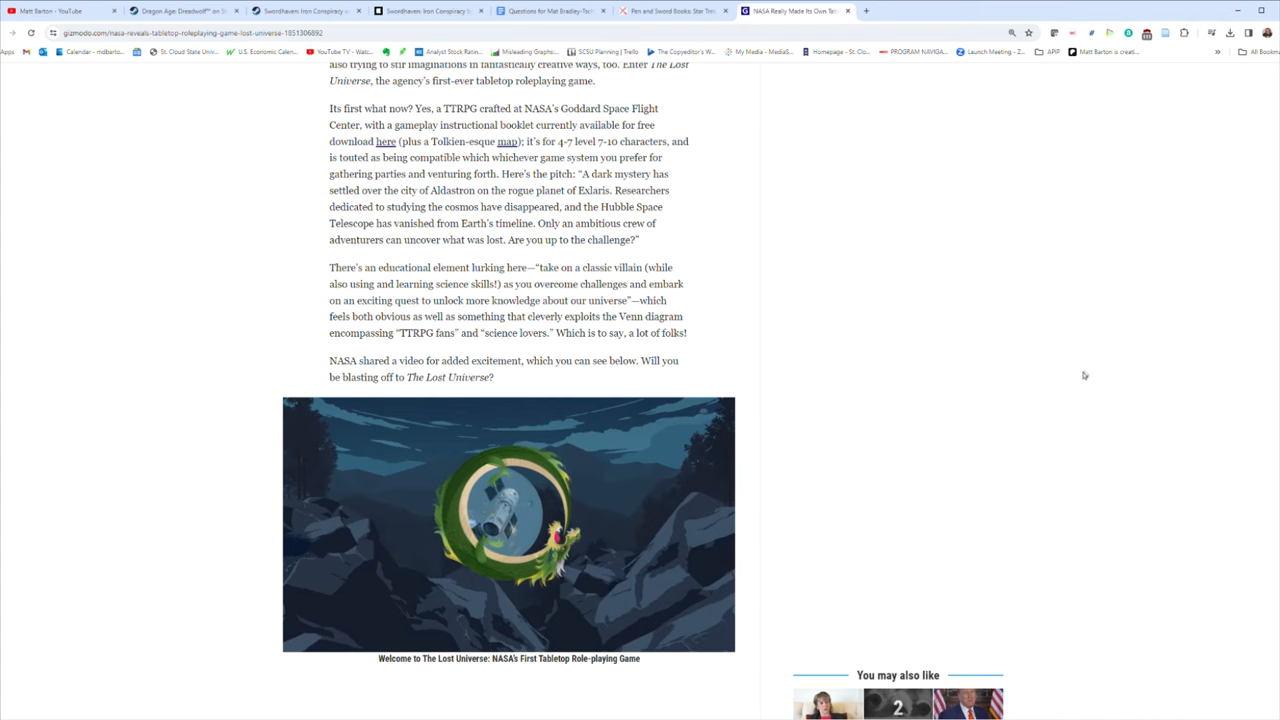 Matt Barton - YouTube
Dragon Age: Dreadwolf™ on St
Swordhaven: Iron Conspiracy
Swordhaven: Iron Conspiracy
Questions for Mat Bradley-Tsch
Pen and Sword Books: Star Trek
NASA Really Made Its Own Tab
gizmodo.com/nasa-reveals-tabletop-roleplaying-game-lost-universe-1851306892
Apps
Calendar - mdbarto...
St. Cloud State Univ...
U.S. Economic Calen...
YouTube TV - Watc...
Analyst Stock Ratin...
Misleading Graphs:...
SCSU Planning | Trello
The Copyeditor's W...
My Media - MediaS...
Homepage - St. Clo...
PROGRAM NAVIGA...
Launch Meeting - Z...
APIP
Matt Barton is creati...
»
All Bookma
also trying to stir imaginations in fantastically creative ways, too. Enter The Lost
Universe, the agency's first-ever tabletop roleplaying game.
Its first what now? Yes, a TTRPG crafted at NASA's Goddard Space Flight
Center, with a gameplay instructional booklet currently available for free
download here (plus a Tolkien-esque map); it's for 4-7 level 7-10 characters, and
is touted as being compatible which whichever game system you prefer for
gathering parties and venturing forth. Here's the pitch: “A dark mystery has
settled over the city of Aldastron on the rogue planet of Exlaris. Researchers
dedicated to studying the cosmos have disappeared, and the Hubble Space
Telescope has vanished from Earth's timeline. Only an ambitious crew of
adventurers can uncover what was lost. Are you up to the challenge?”
There's an educational element lurking here—“take on a classic villain (while
also using and learning science skills!) as you overcome challenges and embark
on an exciting quest to unlock more knowledge about our universe”—which
feels both obvious as well as something that cleverly exploits the Venn diagram
encompassing “TTRPG fans” and “science lovers.” Which is to say, a lot of folks!
NASA shared a video for added excitement, which you can see below. Will you
be blasting off to The Lost Universe?
Welcome to The Lost Universe: NASA's First Tabletop Role-playing Game
You may also like
2